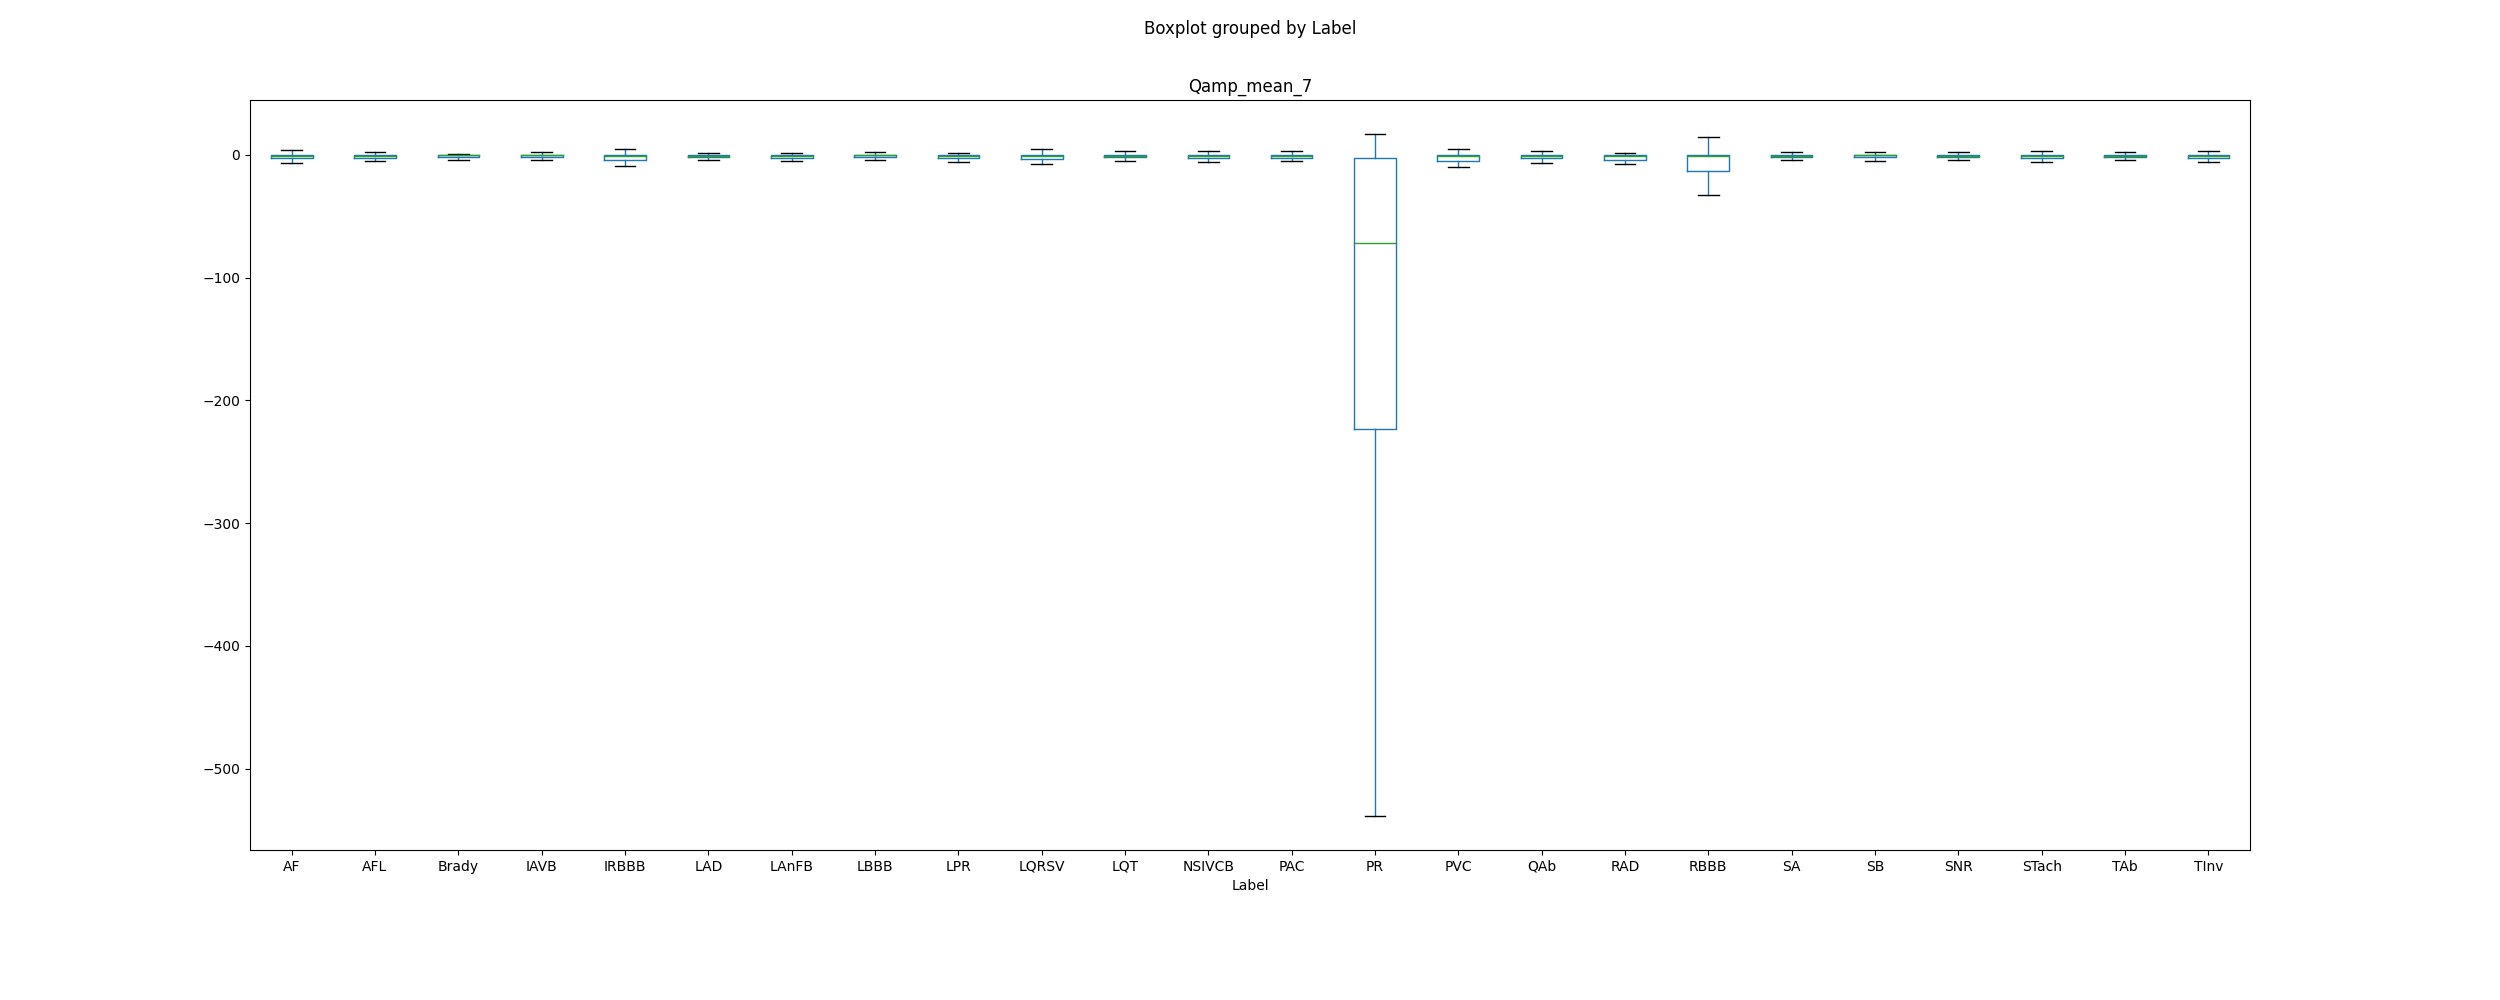 Boxplot grouped by Label
Qamp_mean_7
0
−100
−200
−300
−400
−500
AF AFL Brady IAVB IRBBB LAD LAnFB LBBB LPR LQRSV LQT NSIVCB PAC PR PVC QAb RAD RBBB SA SB SNR STach TAb TInv
Label